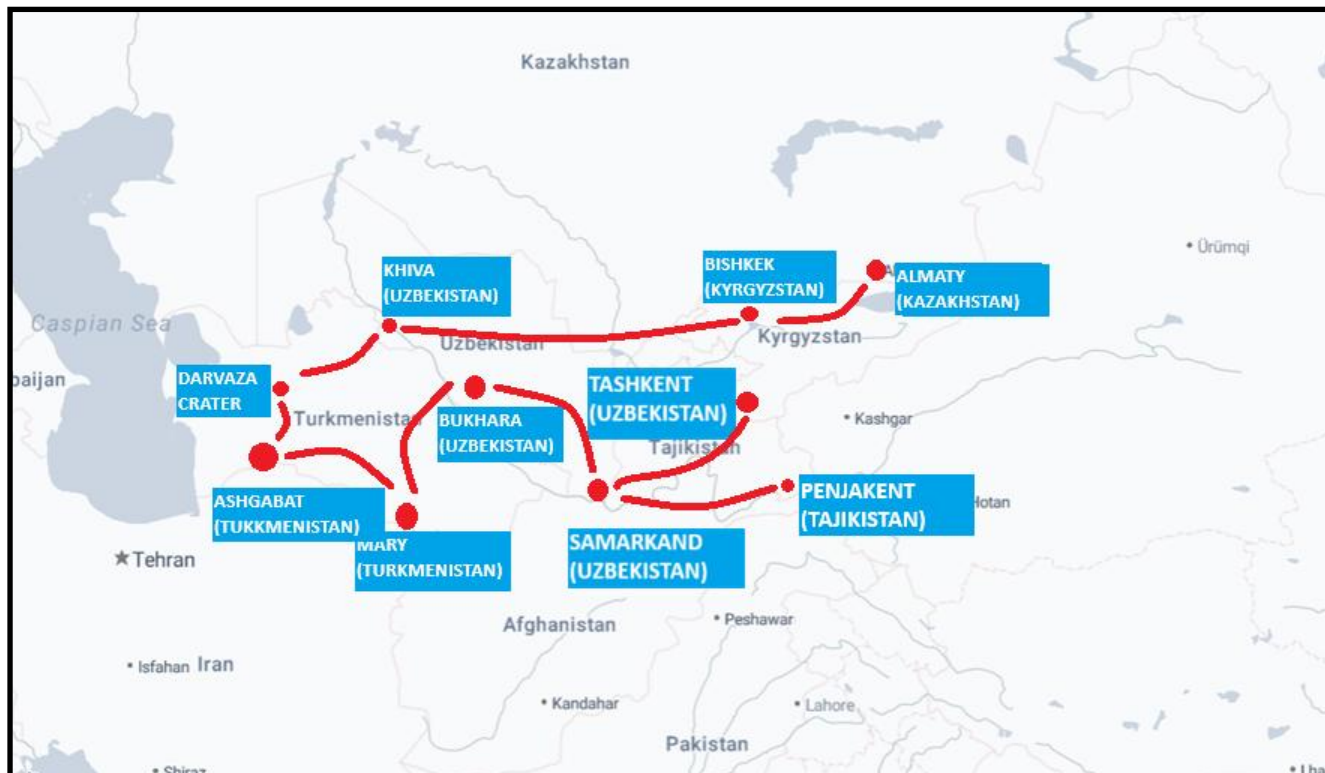 Kazakhstan
Ürümqi
KHIVA
(UZBEKISTAN)
BISHKEK
(KYRGYZSTAN)
ALMATY
(KAZAKHSTAN)
Caspian Sea
Uzbekistan
Kyrgyzstan
baijan
DARVAZA
CRATER
Turkmenistan
BUKHARA
(UZBEKISTAN)
TASHKENT
(UZBEKISTAN)
Kashgar
Tajikistan
ASHGABAT
(TUKKMENISTAN)
MARY
(TURKMENISTAN)
SAMARKAND
(UZBEKISTAN)
PENJAKENT
(TAJIKISTAN)
Hotan
Tehran
Afghanistan
Peshawar
Isfahan
Iran
Kandahar
Lahore
Pakistan
Shiraz
Lha